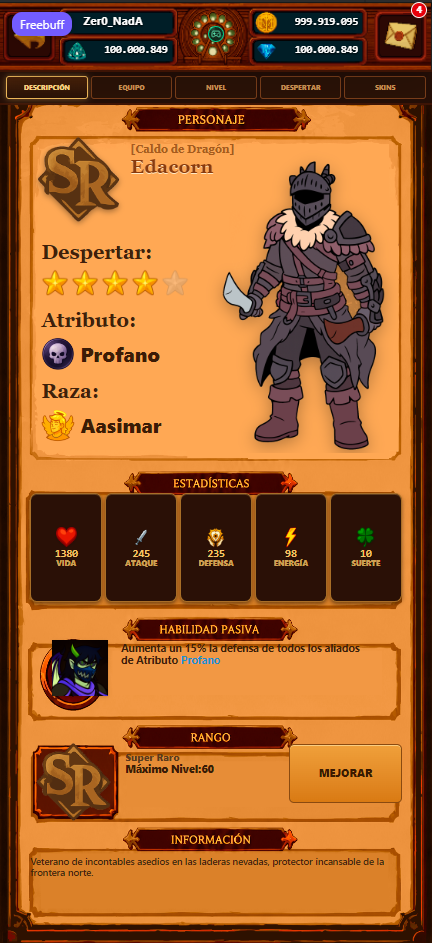 4
Freebuff
Zer0_NadA
999.919.095
100.000.849
100.000.849
DESCRIPCIÓN
EQUIPO
NIVEL
DESPERTAR
SKINS
PERSONAJE
SR
[Caldo de Dragón]
Edacorn
Despertar:
Atributo:
Profano
Raza:
Aasimar
ESTADÍSTICAS
1380
VIDA
245
ATAQUE
235
DEFENSA
98
ENERGÍA
10
SUERTE
HABILIDAD PASIVA
Aumenta un 15% la defensa de todos los aliados
de Atributo Profano
RANGO
SR
Super Raro
Máximo Nivel:60
MEJORAR
INFORMACIÓN
Veterano de incontables asedios en las laderas nevadas, protector incansable de la
frontera norte.